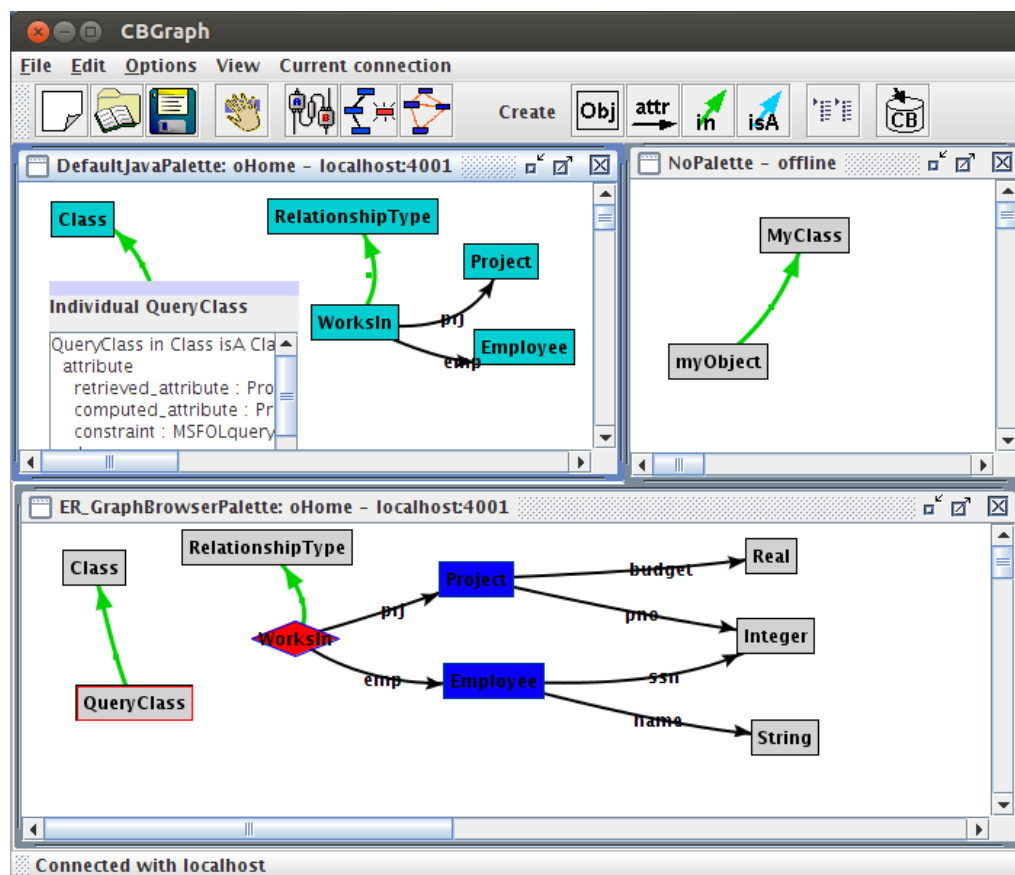 CBGraph
File Edit Options View Current connection
Create Obj attr in isA CB
DefaultJavaPalette: oHome - localhost:4001
Class
RelationshipType
Project
WorksIn
prj
Employee
emp
Individual QueryClass
QueryClass in Class isA Cla
attribute
retrieved_attribute : Pro
computed_attribute : Pr
constraint : MSFOLquery
NoPalette - offline
MyClass
myObject
ER_GraphBrowserPalette: oHome - localhost:4001
Class
RelationshipType
Project
budget
Real
prj
pno
WorksIn
Integer
emp
Employee
ssn
QueryClass
name
String
Connected with localhost